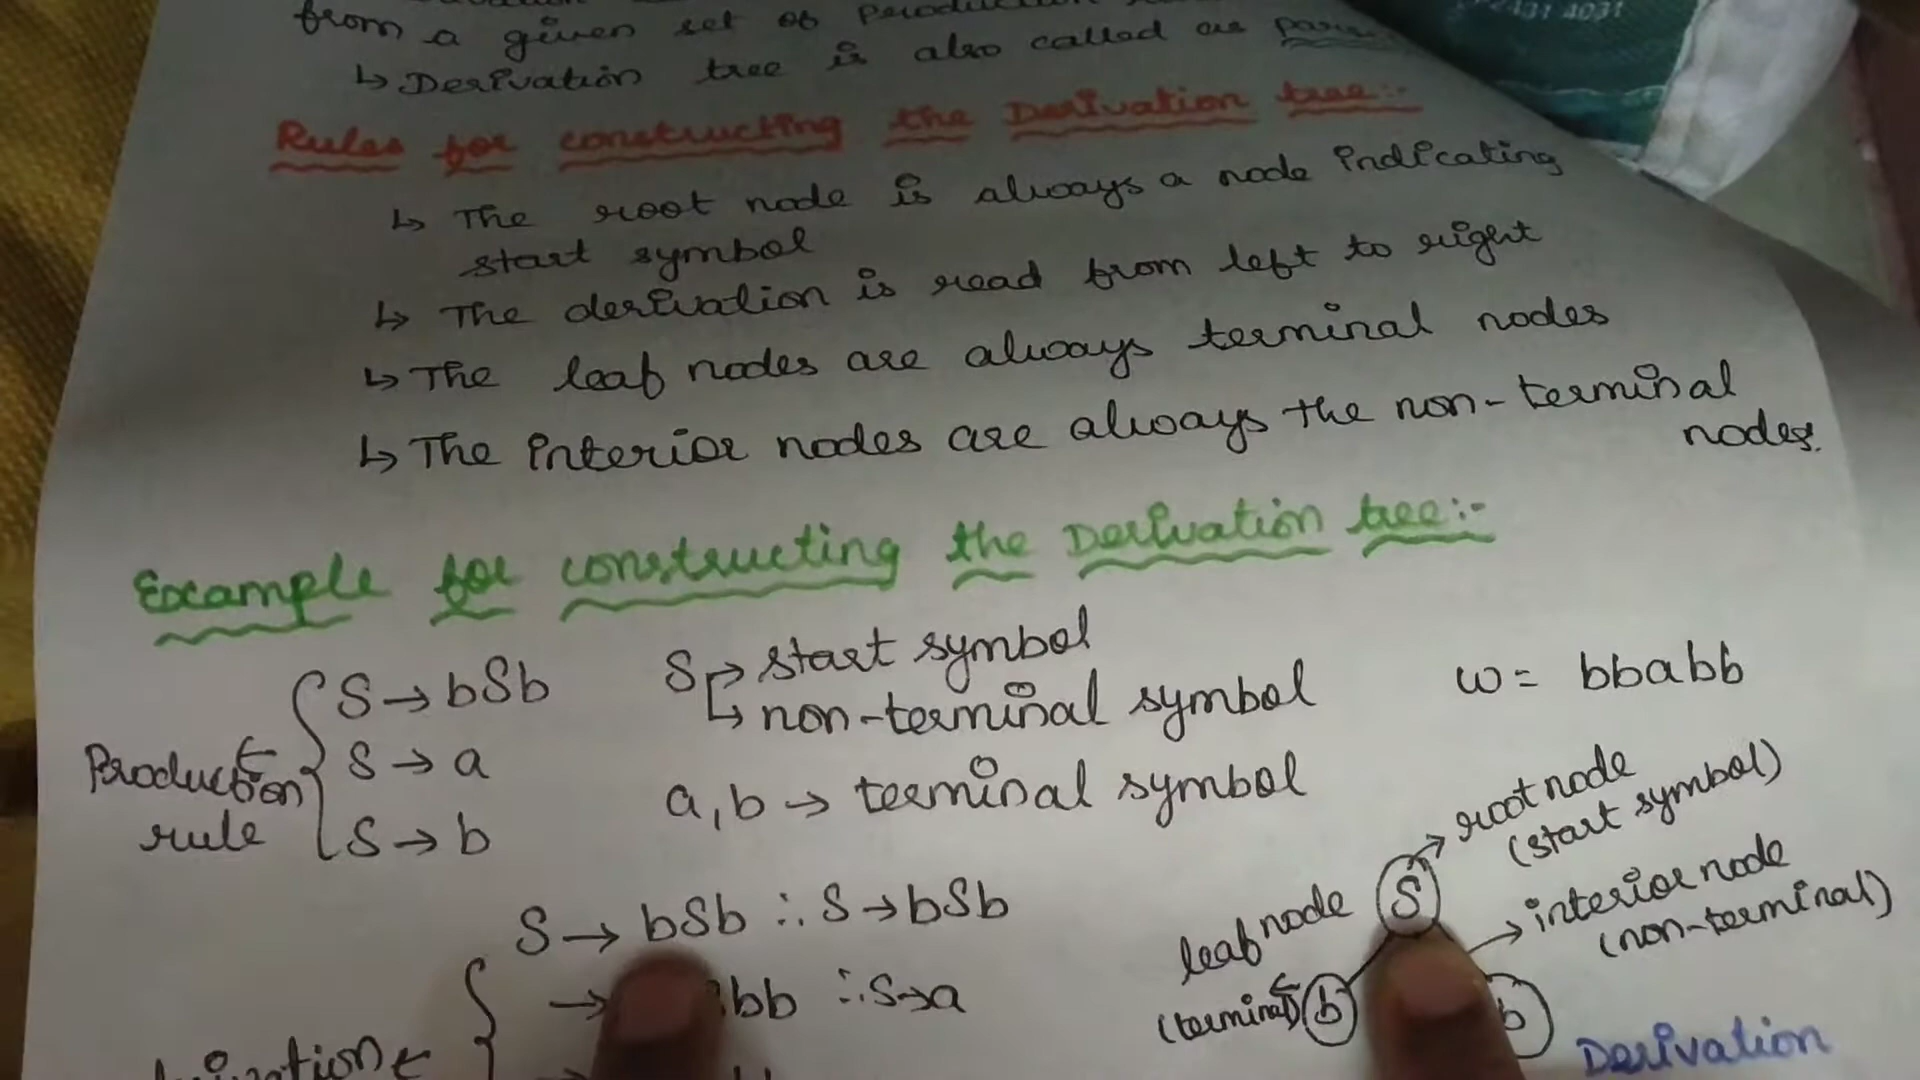 from a given set of
↳ Derivation tree is also called as
Rules for constructing the Derivation tree:-
↳ The root node is always a node indicating
start symbol
↳ The derivation is read from left to right
↳ The leaf nodes are always terminal nodes
↳ The interior nodes are always the non-terminal
nodes.
Example for constructing the Derivation tree:-
S → bSb
S → a
S → b
Production
rule
S → start symbol
↳ non-terminal symbol
a, b → terminal symbol
w = bbabb
S → bSb ∴ S → bSb
→ bb ∴ S → a
root node
(start symbol)
S
interior node
(non-terminal)
leaf node
(terminal)
b
b
Derivation